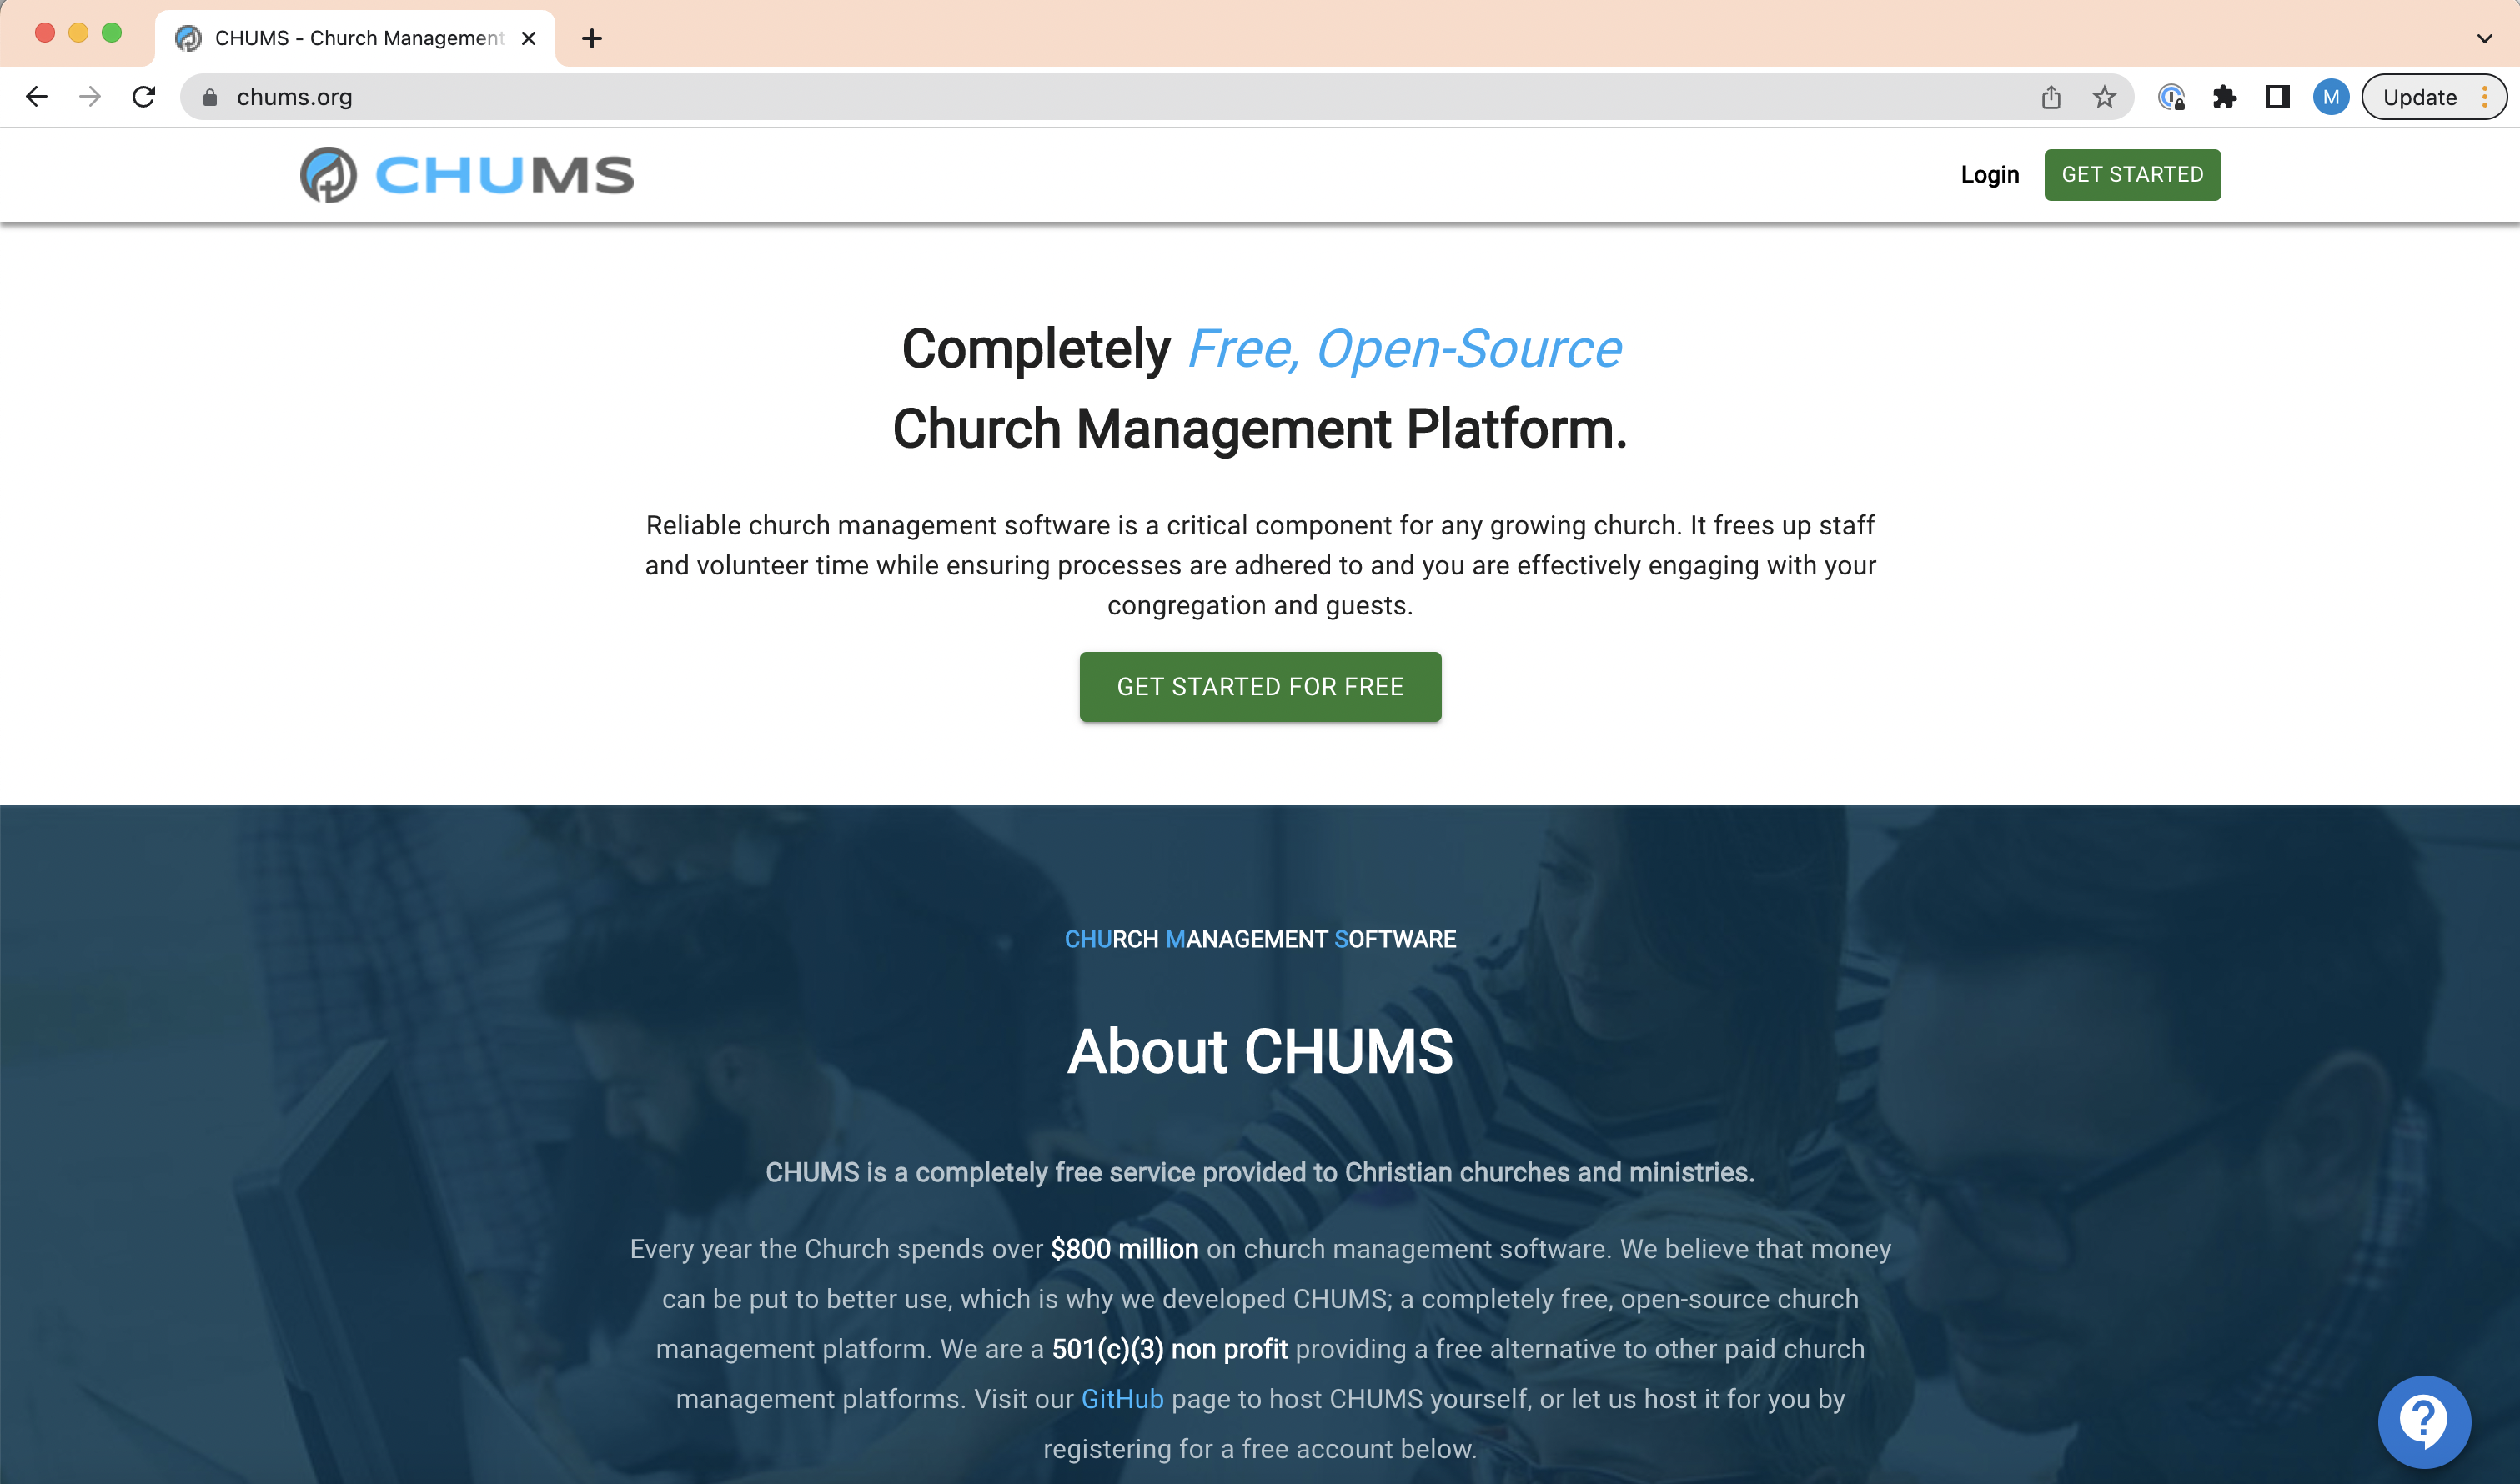 CHUMS - Church Management
chums.org
M
Update
CHUMS
Login
GET STARTED
Completely Free, Open-Source
Church Management Platform.
Reliable church management software is a critical component for any growing church. It frees up staff
and volunteer time while ensuring processes are adhered to and you are effectively engaging with your
congregation and guests.
GET STARTED FOR FREE
CHURCH MANAGEMENT SOFTWARE
About CHUMS
CHUMS is a completely free service provided to Christian churches and ministries.
Every year the Church spends over $800 million on church management software. We believe that money
can be put to better use, which is why we developed CHUMS; a completely free, open-source church
management platform. We are a 501(c)(3) non profit providing a free alternative to other paid church
management platforms. Visit our GitHub page to host CHUMS yourself, or let us host it for you by
registering for a free account below.